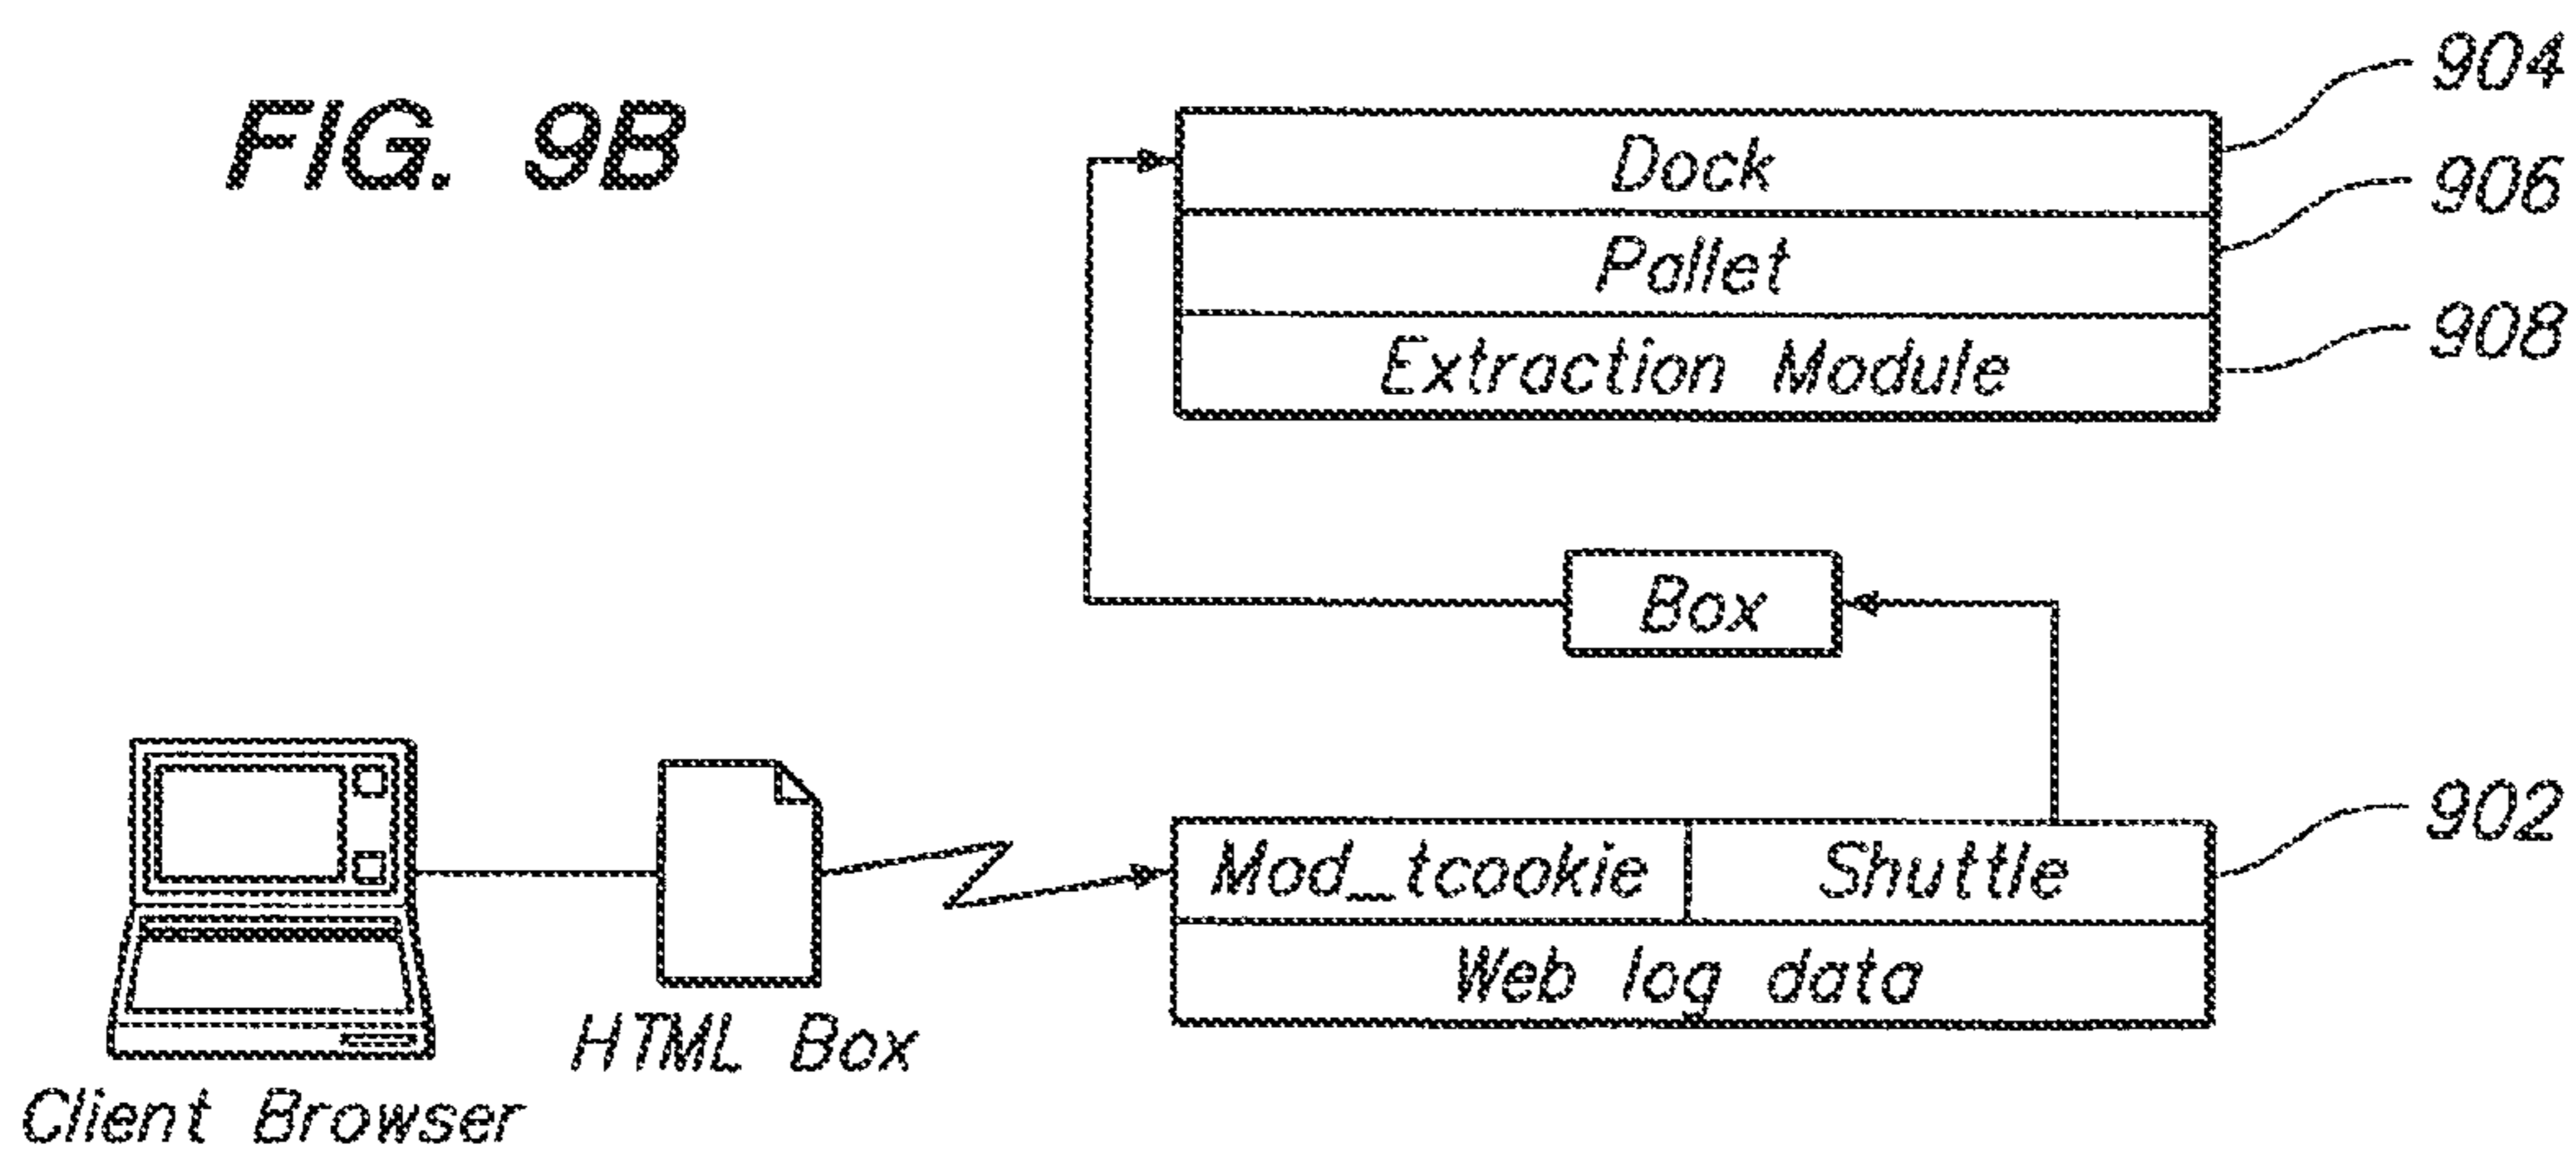 FIG. 9B
904
Dock
906
Pallet
908
Extraction Module
Box
902
Mod_tcookie
Shuttle
Web log data
HTML Box
Client Browser